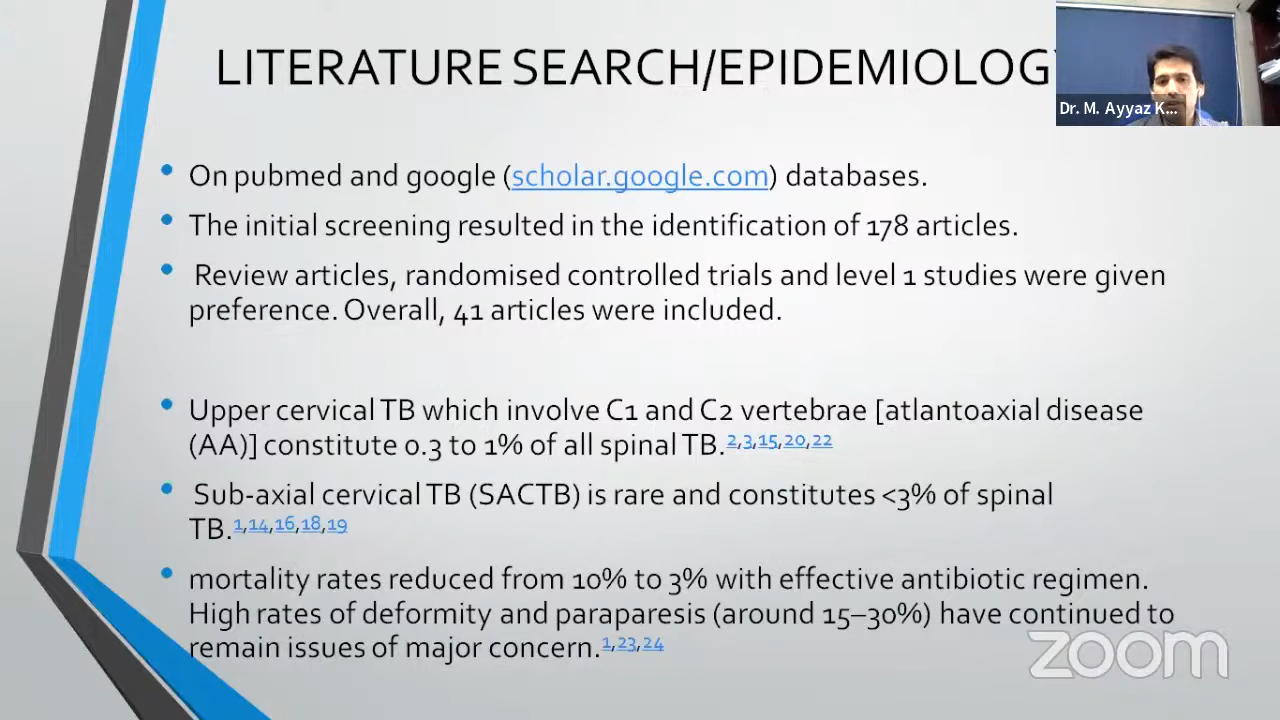 LITERATURE SEARCH/EPIDEMIOLOGY
Dr. M. Ayyaz K...
• On pubmed and google (scholar.google.com) databases.
• The initial screening resulted in the identification of 178 articles.
• Review articles, randomised controlled trials and level 1 studies were given
preference. Overall, 41 articles were included.
• Upper cervical TB which involve C1 and C2 vertebrae [atlantoaxial disease
(AA)] constitute 0.3 to 1% of all spinal TB.2,3,15,20,22
• Sub-axial cervical TB (SACTB) is rare and constitutes <3% of spinal
TB.1,14,16,18,19
• mortality rates reduced from 10% to 3% with effective antibiotic regimen.
High rates of deformity and paraparesis (around 15–30%) have continued to
remain issues of major concern.1,23,24
zoom